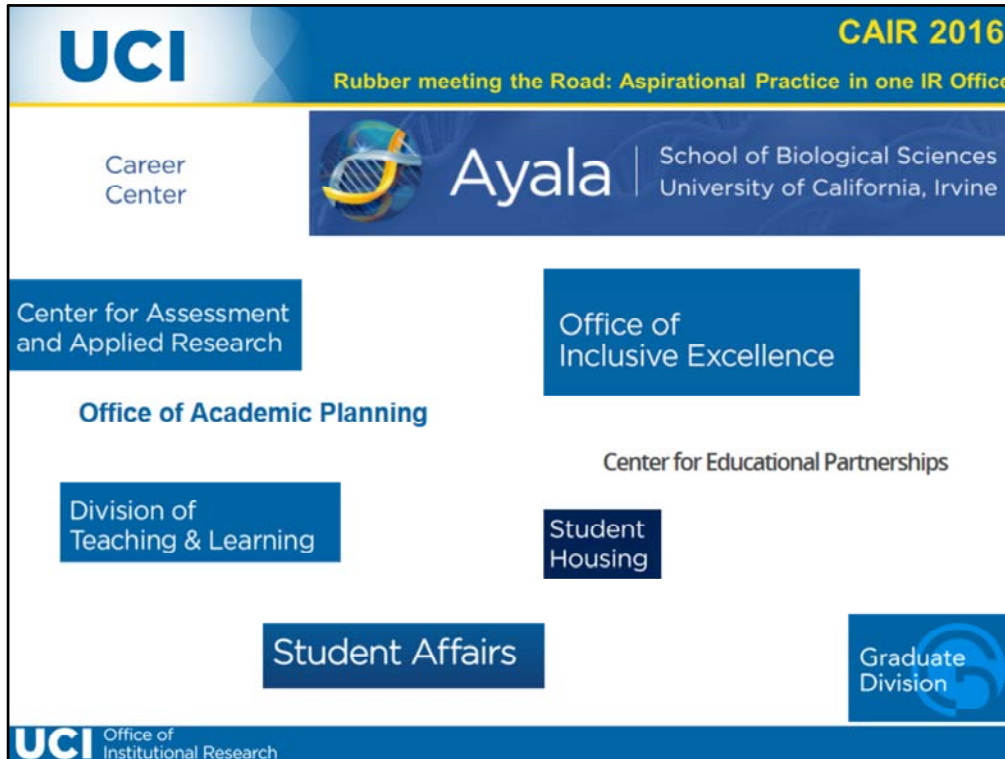 UCI
CAIR 2016
Rubber meeting the Road: Aspirational Practice in one IR Office
Career
Center
Ayala
School of Biological Sciences
University of California, Irvine
Center for Assessment
and Applied Research
Office of
Inclusive Excellence
Office of Academic Planning
Center for Educational Partnerships
Division of
Teaching & Learning
Student
Housing
Student Affairs
Graduate
Division
UCI
Office of
Institutional Research